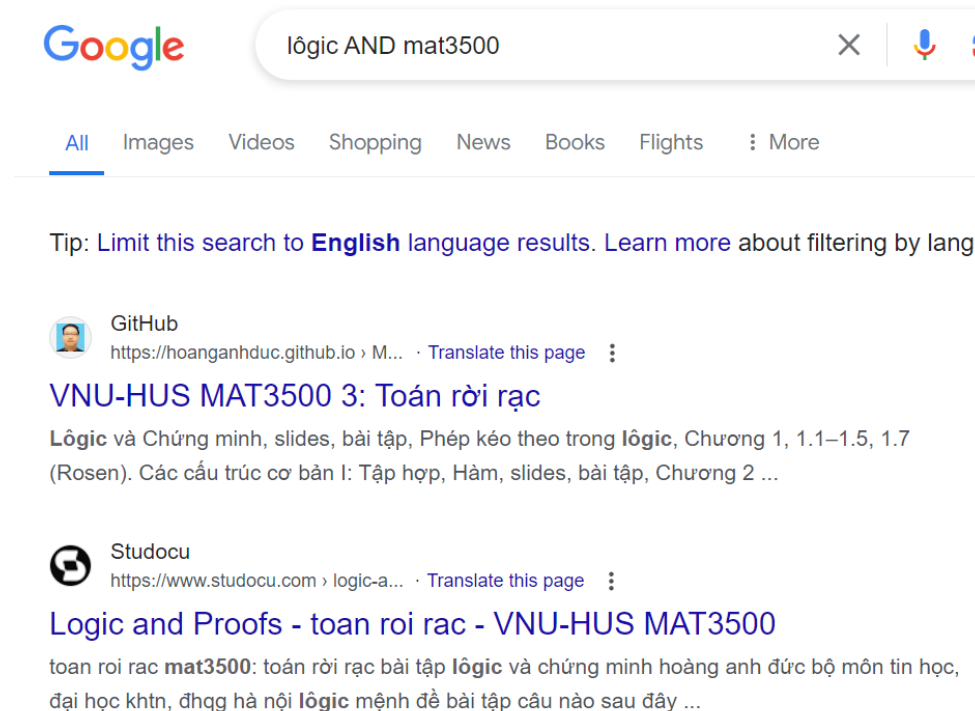 Google
lôgic AND mat3500
All Images Videos Shopping News Books Flights More
Tip: Limit this search to English language results. Learn more about filtering by lang
GitHub
https://hoanganhduc.github.io › M... · Translate this page
VNU-HUS MAT3500 3: Toán rời rạc
Lôgic và Chứng minh, slides, bài tập, Phép kéo theo trong lôgic, Chương 1, 1.1–1.5, 1.7
(Rosen). Các cấu trúc cơ bản I: Tập hợp, Hàm, slides, bài tập, Chương 2 ...
Studocu
https://www.studocu.com › logic-a... · Translate this page
Logic and Proofs - toan roi rac - VNU-HUS MAT3500
toan roi rac mat3500: toán rời rạc bài tập lôgic và chứng minh hoàng anh đức bộ môn tin học,
đại học khtn, đhqg hà nội lôgic mệnh đề bài tập câu nào sau đây ...